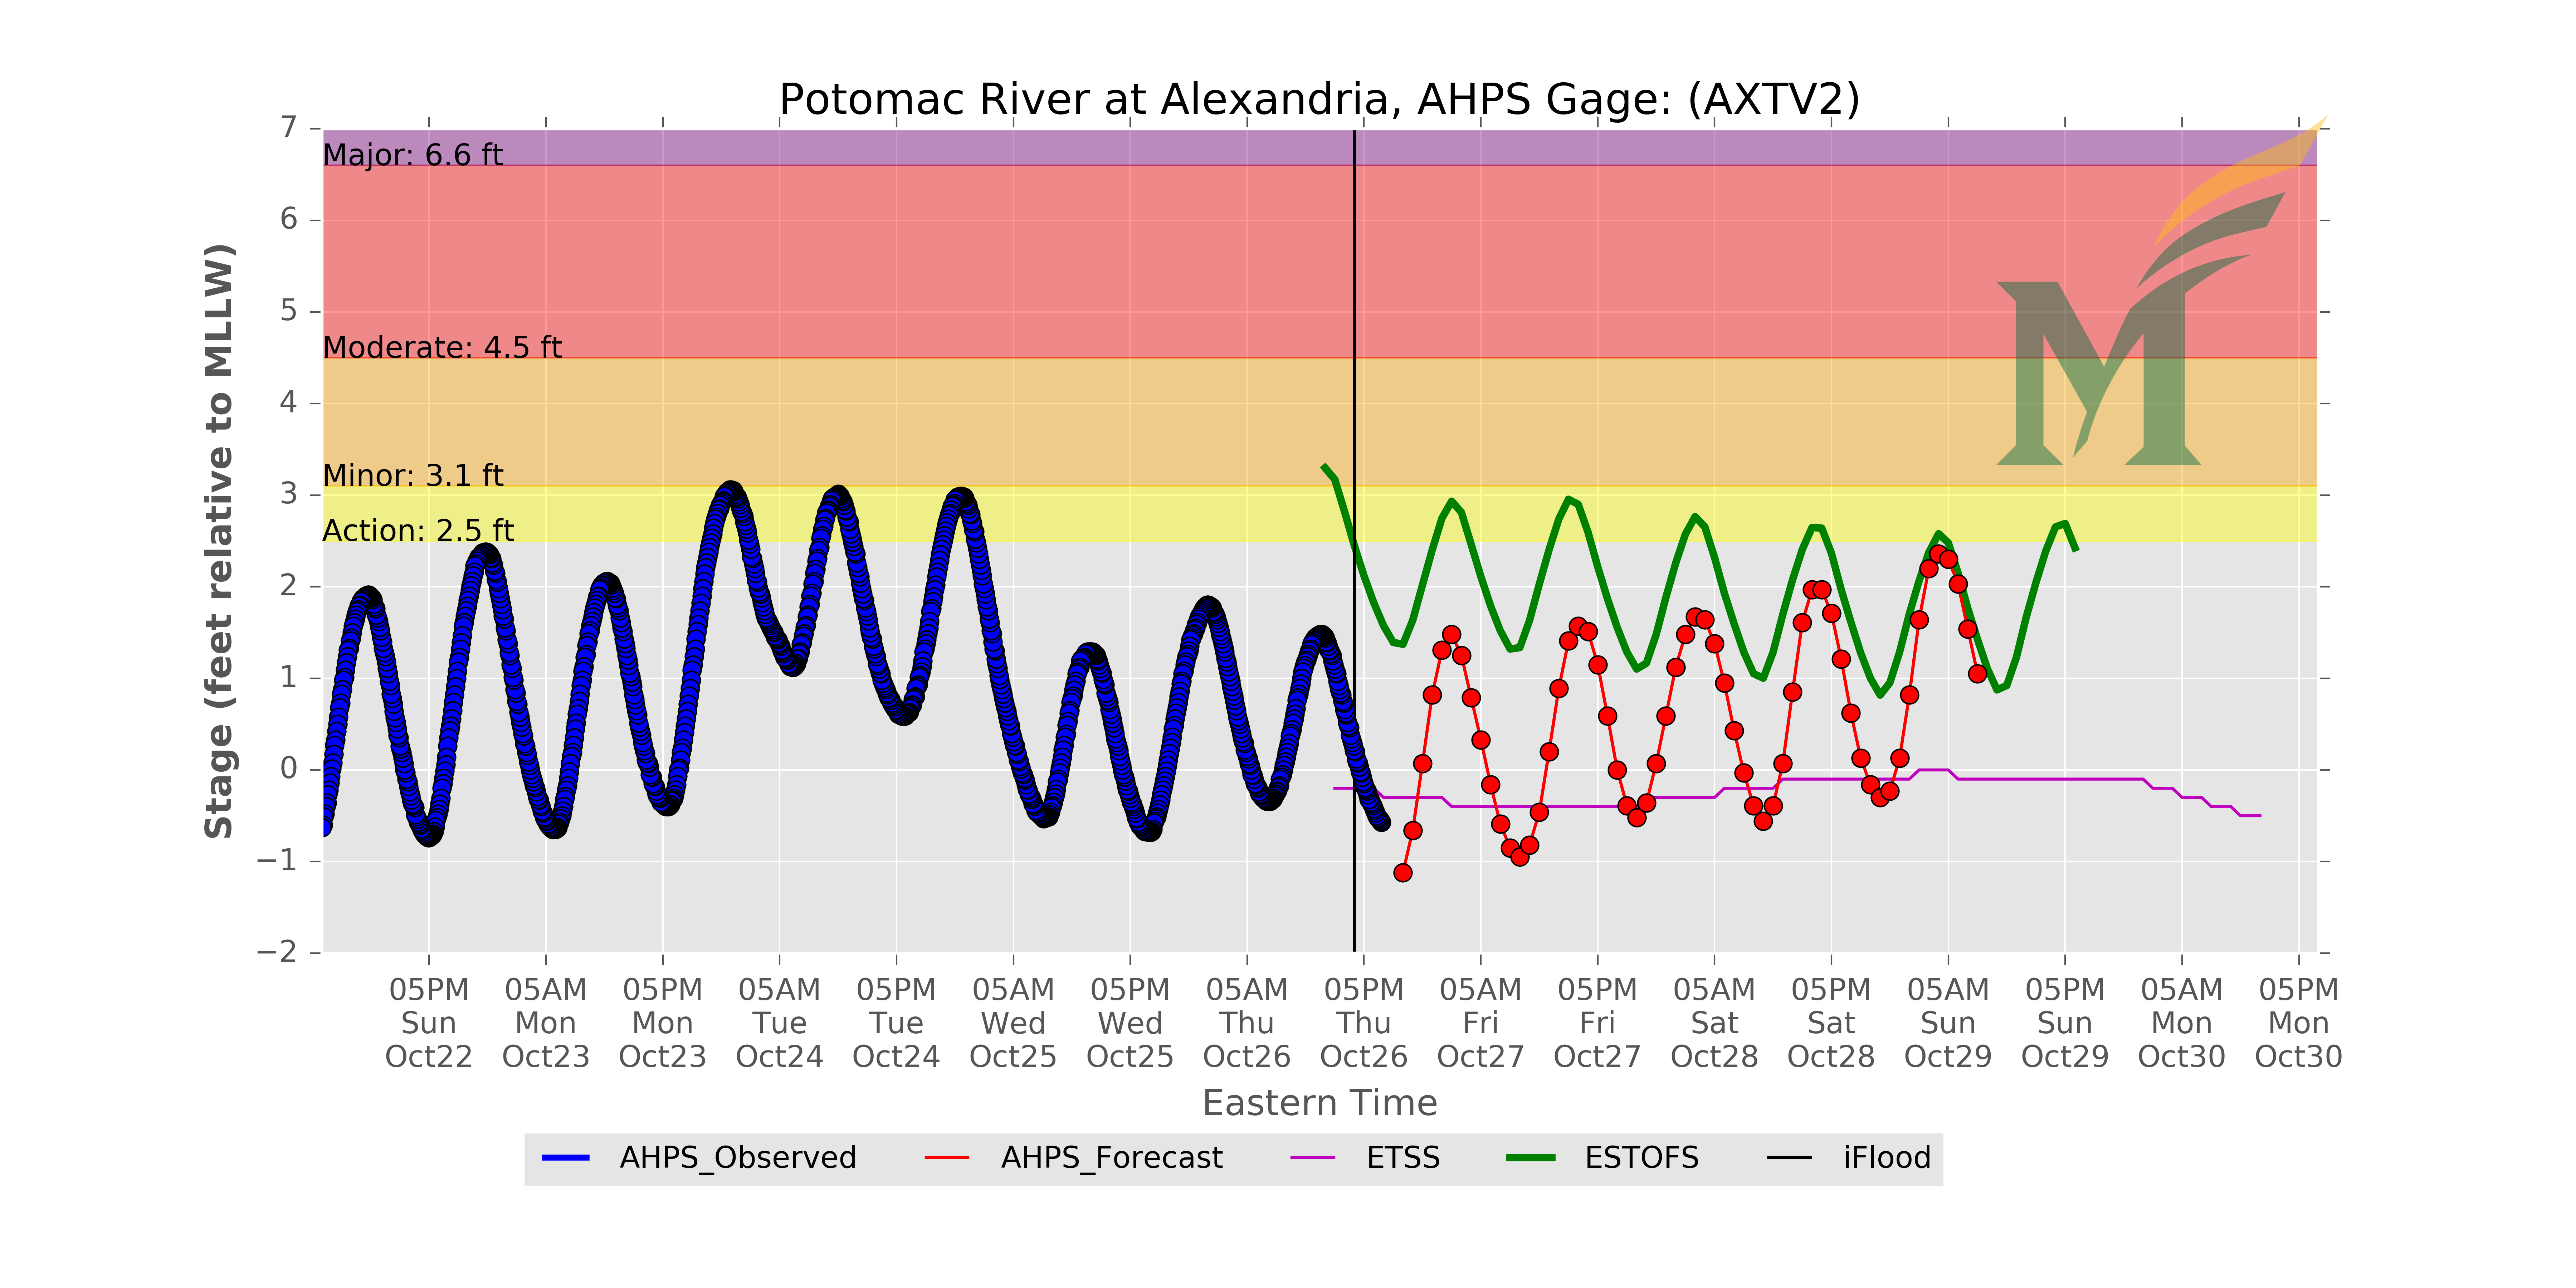 Potomac River at Alexandria, AHPS Gage: (AXTV2)
7
Major: 6.6 ft
6
5
Moderate: 4.5 ft
4
Minor: 3.1 ft
3
Action: 2.5 ft
2
1
0
−1
−2
Stage (feet relative to MLLW)
05PM 05AM 05PM 05AM 05PM 05AM 05PM 05AM 05PM 05AM 05PM 05AM 05PM 05AM 05PM 05AM 05PM
Sun Mon Mon Tue Tue Wed Wed Thu Thu Fri Fri Sat Sat Sun Sun Mon Mon
Oct22 Oct23 Oct23 Oct24 Oct24 Oct25 Oct25 Oct26 Oct26 Oct27 Oct27 Oct28 Oct28 Oct29 Oct29 Oct30 Oct30
Eastern Time
AHPS_Observed AHPS_Forecast ETSS ESTOFS iFlood
M